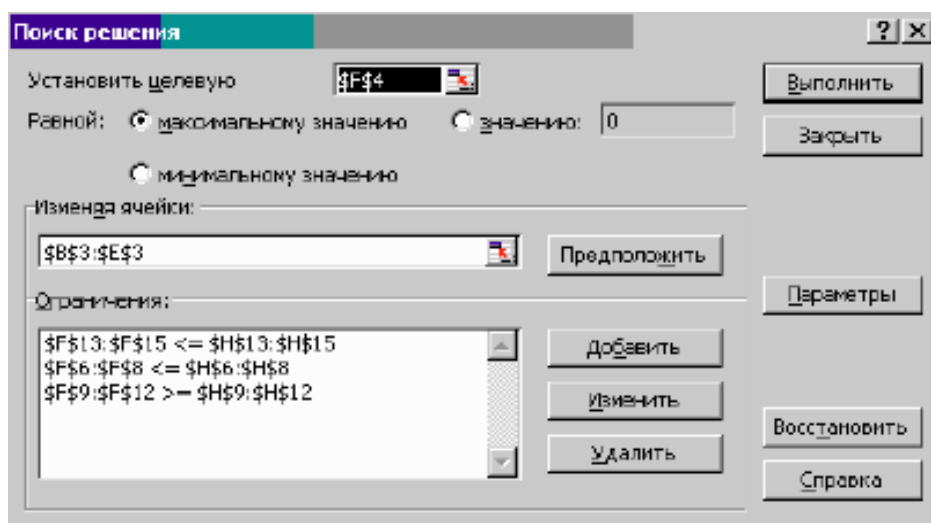 Поиск решения
Установить целевую $F$4 Выполнить
Равной: максимальному значению значению: 0 Закрыть
минимальному значению
Изменяя ячейки:
$B$3:$E$3 Предположить
Ограничения: Параметры
$F$13:$F$15 <= $H$13:$H$15 Добавить
$F$6:$F$8 <= $H$6:$H$8
$F$9:$F$12 >= $H$9:$H$12 Изменить
Восстановить
Удалить
Справка